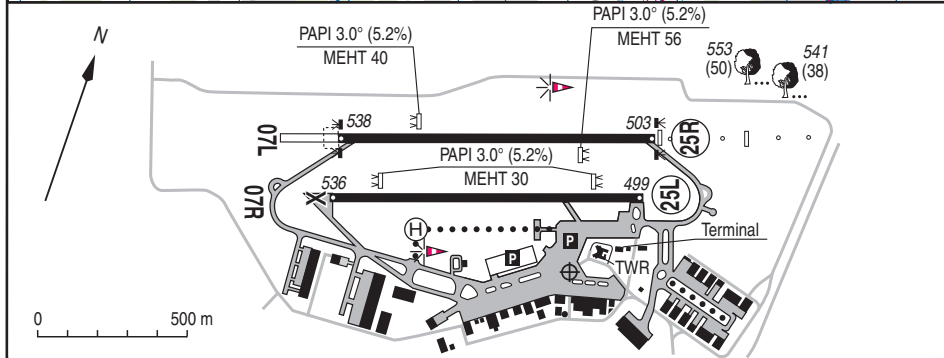 N
PAPI 3.0° (5.2%)
MEHT 40
PAPI 3.0° (5.2%)
MEHT 56
553
(50)
541
(38)
07L
538
503
25R
PAPI 3.0° (5.2%)
MEHT 30
07R
536
499
25L
X
H
P
P
Terminal
TWR
0
500 m